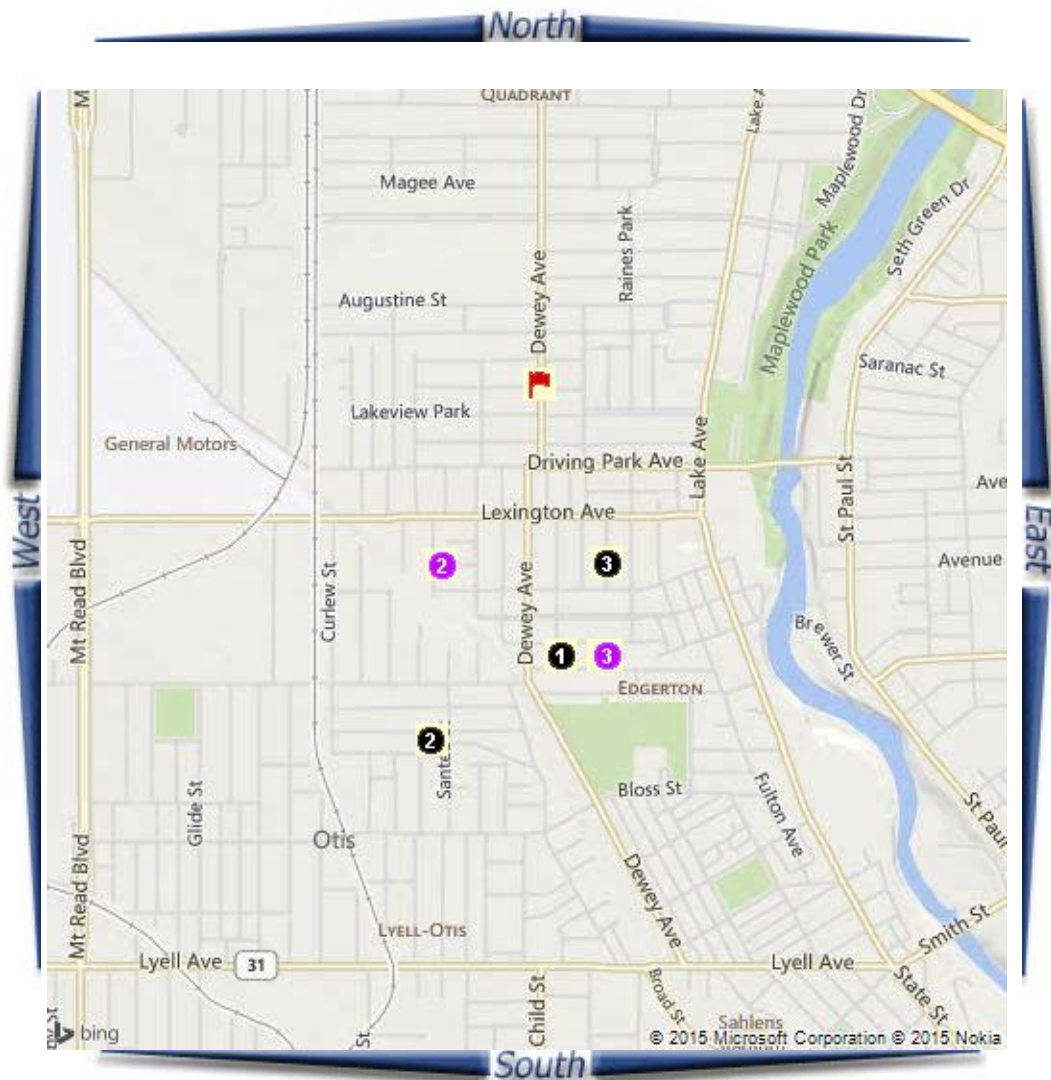 North
M
QUADRANT
Lake A
Maplewood Dr
Magee Ave
Seth Green Dr
Raines Park
Maplewood Park
Dewey Ave
Augustine St
Saranac St
Lakeview Park
General Motors
Driving Park Ave
Lake Ave
St Paul St
Ave
Lexington Ave
West
East
2
3
Avenue
Mt Read Blvd
Curlew St
Dewey Ave
Brewer St
1
3
EDGERTON
2
Sante
Glide St
Bloss St
Fulton Ave
St Paul
Otis
Mt Read Blvd
Dewey Ave
LYELL-OTIS
Smith St
Lyell Ave
31
Lyell Ave
Child St
Broad St
State St
St
St
Sahlens
bing
© 2015 Microsoft Corporation © 2015 Nokia
South